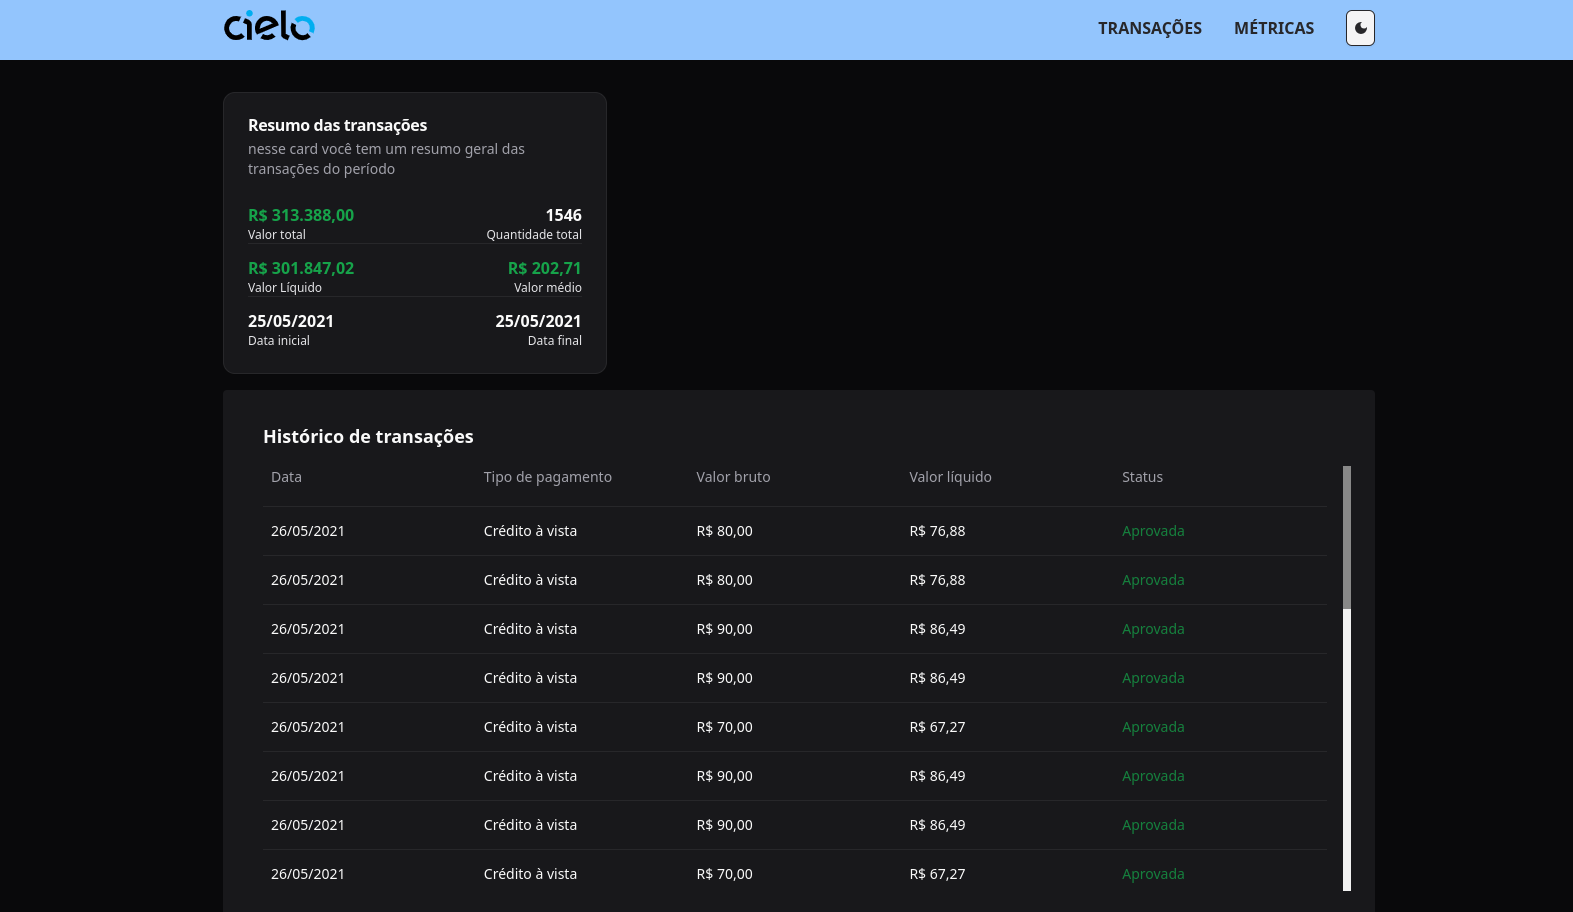 cielo TRANSAÇÕES MÉTRICAS
Resumo das transações
nesse card você tem um resumo geral das
transações do período
R$ 313.388,00 1546
Valor total Quantidade total
R$ 301.847,02 R$ 202,71
Valor Líquido Valor médio
25/05/2021 25/05/2021
Data inicial Data final
Histórico de transações
Data Tipo de pagamento Valor bruto Valor líquido Status
26/05/2021 Crédito à vista R$ 80,00 R$ 76,88 Aprovada
26/05/2021 Crédito à vista R$ 80,00 R$ 76,88 Aprovada
26/05/2021 Crédito à vista R$ 90,00 R$ 86,49 Aprovada
26/05/2021 Crédito à vista R$ 90,00 R$ 86,49 Aprovada
26/05/2021 Crédito à vista R$ 70,00 R$ 67,27 Aprovada
26/05/2021 Crédito à vista R$ 90,00 R$ 86,49 Aprovada
26/05/2021 Crédito à vista R$ 90,00 R$ 86,49 Aprovada
26/05/2021 Crédito à vista R$ 70,00 R$ 67,27 Aprovada